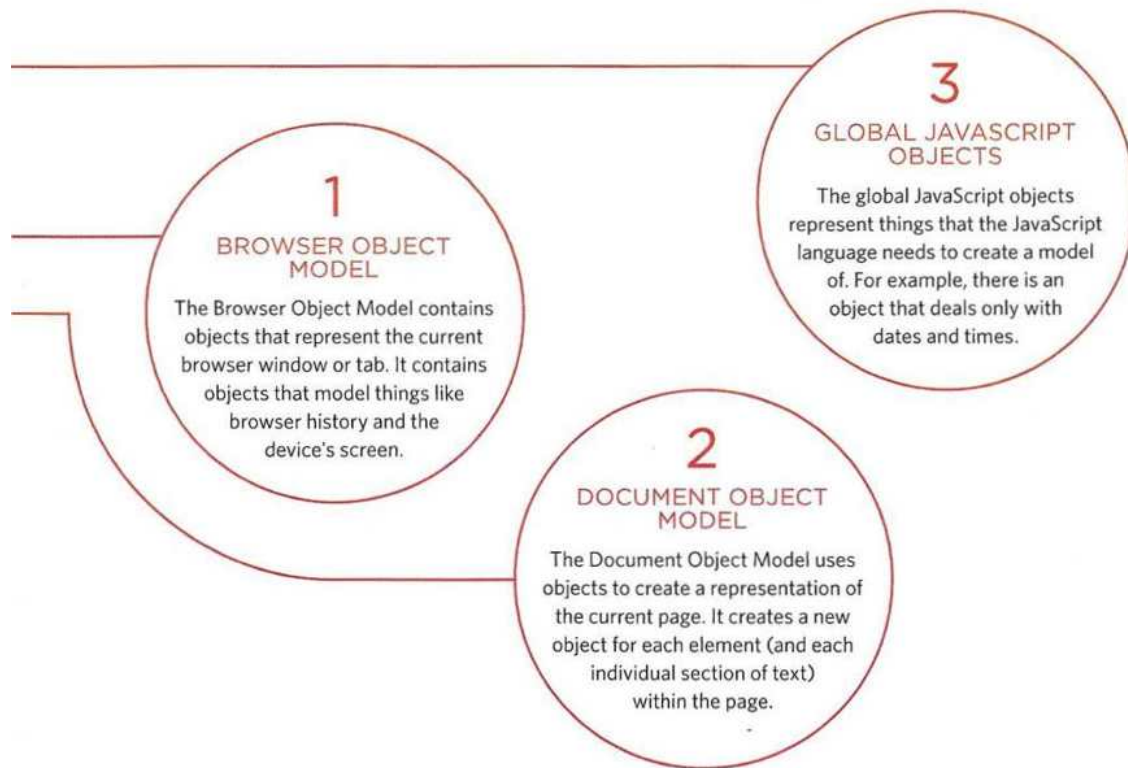 1
BROWSER OBJECT
MODEL
The Browser Object Model contains
objects that represent the current
browser window or tab. It contains
objects that model things like
browser history and the
device's screen.
2
DOCUMENT OBJECT
MODEL
The Document Object Model uses
objects to create a representation of
the current page. It creates a new
object for each element (and each
individual section of text)
within the page.
3
GLOBAL JAVASCRIPT
OBJECTS
The global JavaScript objects
represent things that the JavaScript
language needs to create a model
of. For example, there is an
object that deals only with
dates and times.